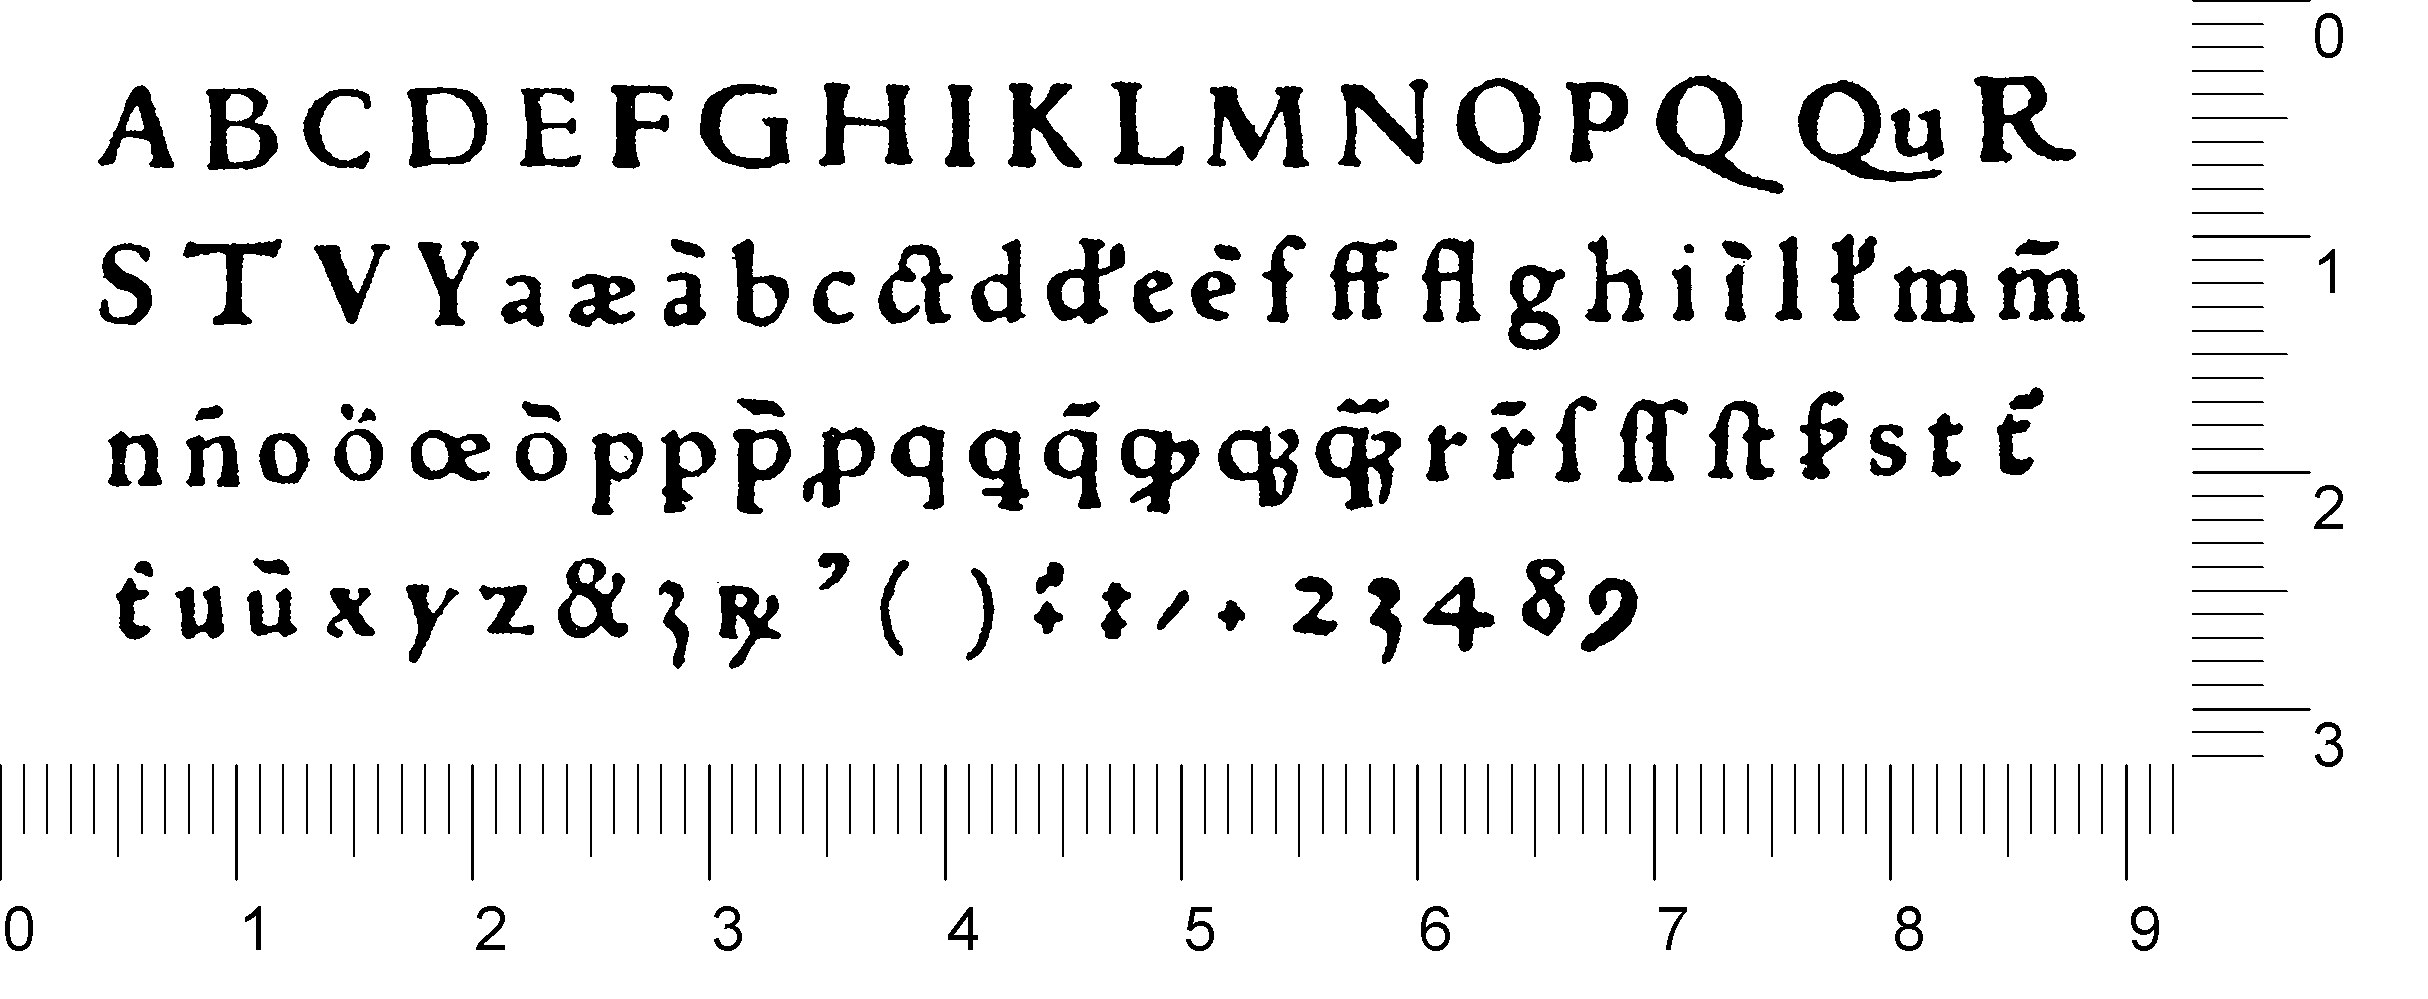 A B C D E F G H I K L M N O P Q Qu R
S T V Y a æ ā b c ct d d' e ē f ff fl g h i ī l ł' m m̄
n n̄ o ö œ ō p ꝑ p̄ ꝓ q ꝗ q̄ ꝙ qꝫ q̄ꝫ r r̄ ſ ſſ ſt ſ̵ s t t̄
t̂ u ū x y z & ꝫ ꝶ ’ ( ) : / . 2 3 4 8 9
0
1
2
3
0 1 2 3 4 5 6 7 8 9